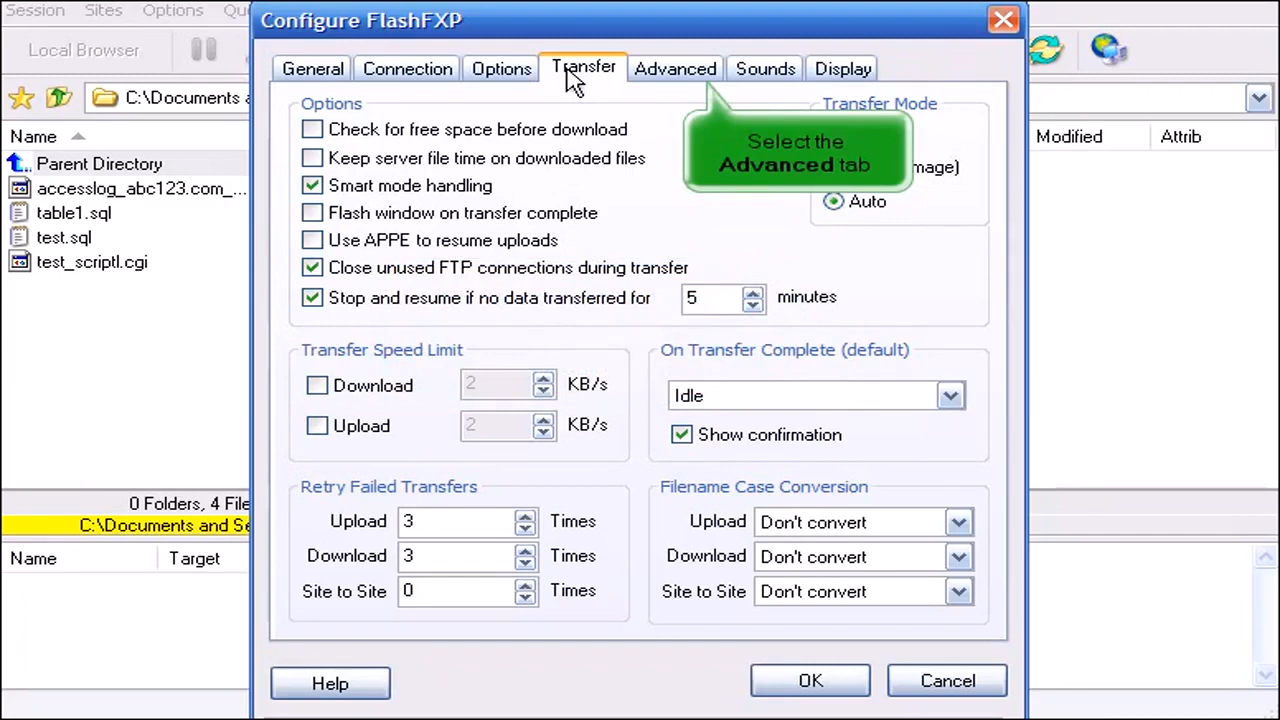 Session Sites Options Qu
Configure FlashFXP
Local Browser
General Connection Options Transfer Advanced Sounds Display
C:\Documents a
Name
Modified Attrib
Parent Directory
accesslog_abc123.com_...
table1.sql
test.sql
test_scriptl.cgi
Options
Check for free space before download
Keep server file time on downloaded files
Smart mode handling
Flash window on transfer complete
Use APPE to resume uploads
Close unused FTP connections during transfer
Stop and resume if no data transferred for 5 minutes
Transfer Mode
mage)
Auto
Select the
Advanced tab
Transfer Speed Limit
Download 2 KB/s
Upload 2 KB/s
On Transfer Complete (default)
Idle
Show confirmation
Retry Failed Transfers
Upload 3 Times
Download 3 Times
Site to Site 0 Times
Filename Case Conversion
Upload Don't convert
Download Don't convert
Site to Site Don't convert
0 Folders, 4 File
C:\Documents and Se
Name Target
Help OK Cancel